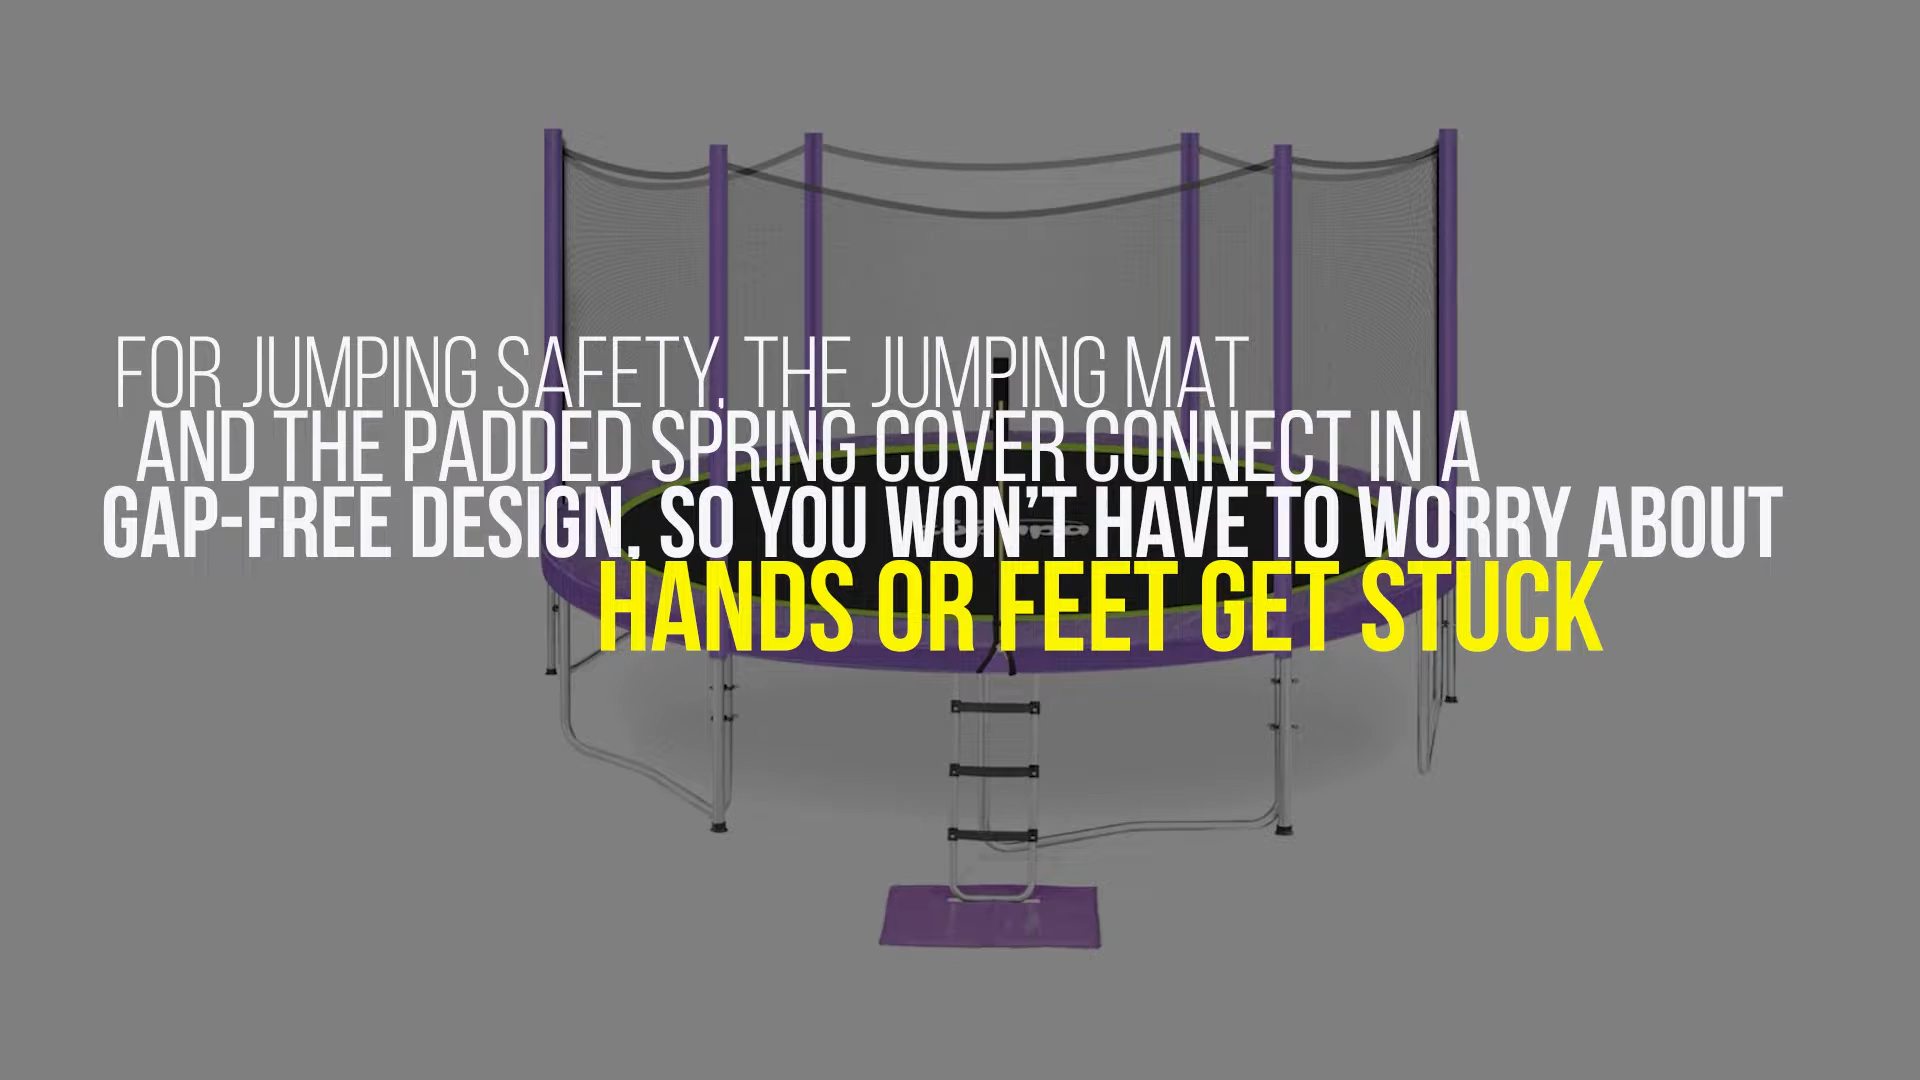 FOR JUMPING SAFETY, THE JUMPING MAT
AND THE PADDED SPRING COVER CONNECT IN A
GAP-FREE DESIGN, SO YOU WON'T HAVE TO WORRY ABOUT
HANDS OR FEET GET STUCK